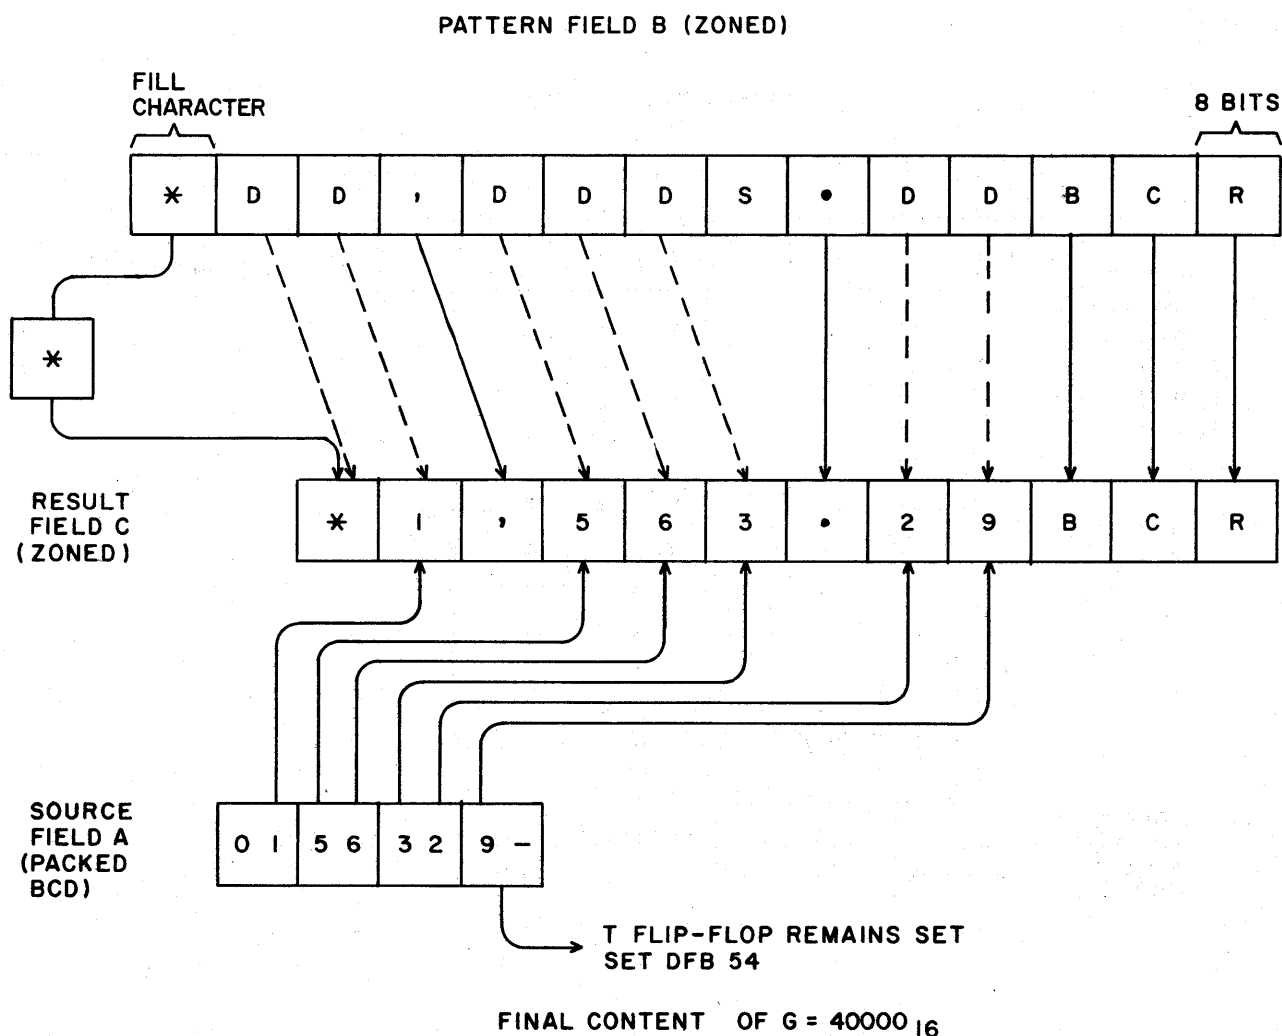 PATTERN FIELD B (ZONED)
FILL
CHARACTER
8 BITS
* D D , D D D S • D D B C R
*
RESULT
FIELD C
(ZONED)
* 1 , 5 6 3 • 2 9 B C R
SOURCE
FIELD A
(PACKED
BCD)
0 1 5 6 3 2 9 –
T FLIP-FLOP REMAINS SET
SET DFB 54
FINAL CONTENT OF G = 40000 16